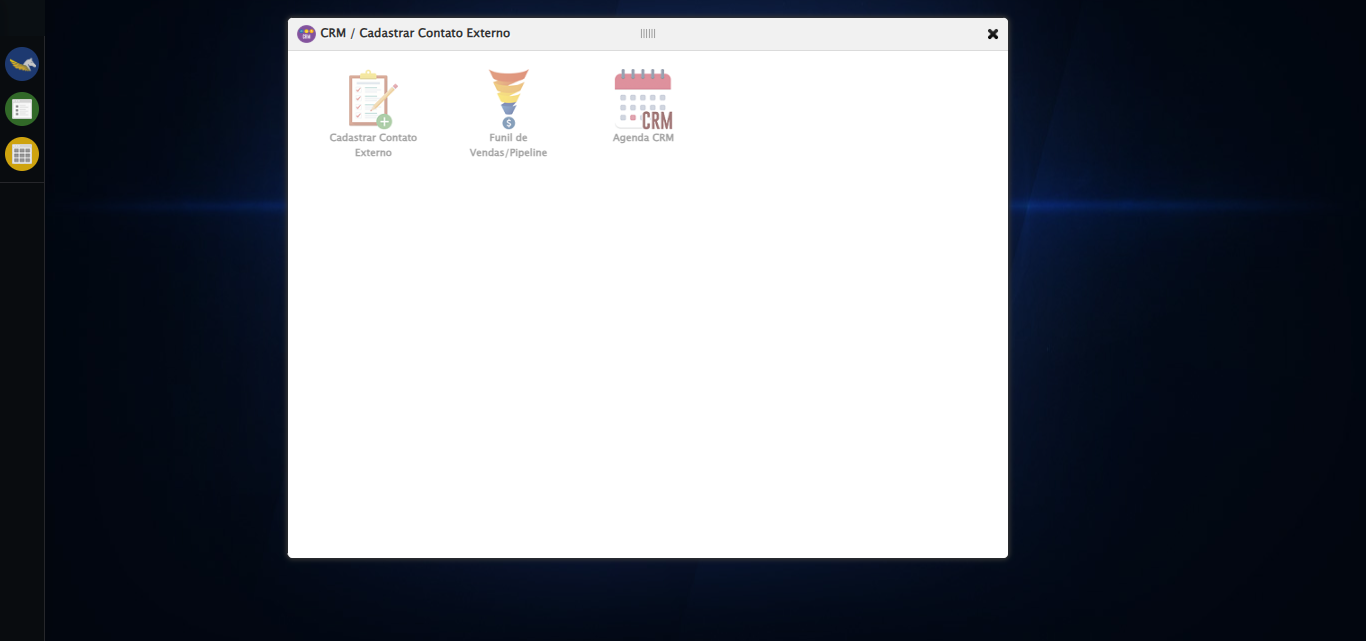 CRM / Cadastrar Contato Externo
Cadastrar Contato
Externo
Funil de
Vendas/Pipeline
CRM
Agenda CRM